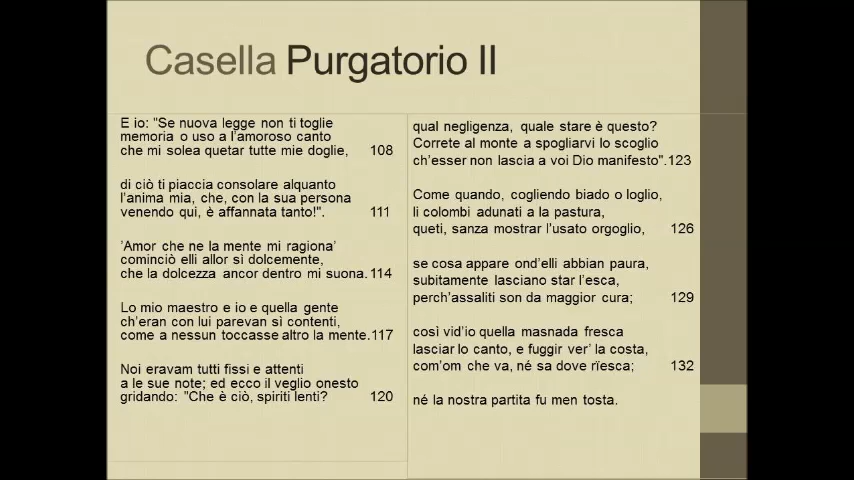 Casella Purgatorio II
E io: "Se nuova legge non ti toglie
memoria o uso a l'amoroso canto
che mi solea quetar tutte mie doglie, 108
di ciò ti piaccia consolare alquanto
l'anima mia, che, con la sua persona
venendo qui, è affannata tanto!". 111
'Amor che ne la mente mi ragiona'
cominciò elli allor sì dolcemente,
che la dolcezza ancor dentro mi suona. 114
Lo mio maestro e io e quella gente
ch'eran con lui parevan sì contenti,
come a nessun toccasse altro la mente. 117
Noi eravam tutti fissi e attenti
a le sue note; ed ecco il veglio onesto
gridando: "Che è ciò, spiriti lenti? 120
qual negligenza, quale stare è questo?
Correte al monte a spogliarvi lo scoglio
ch'esser non lascia a voi Dio manifesto". 123
Come quando, cogliendo biado o loglio,
li colombi adunati a la pastura,
queti, sanza mostrar l'usato orgoglio, 126
se cosa appare ond'elli abbian paura,
subitamente lasciano star l'esca,
perch'assaliti son da maggior cura; 129
così vid'io quella masnada fresca
lasciar lo canto, e fuggir ver' la costa,
com'om che va, né sa dove rïesca; 132
né la nostra partita fu men tosta.